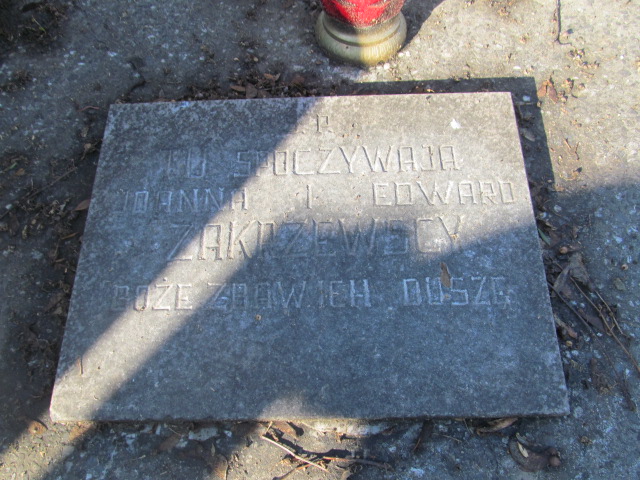 P.
TU SPOCZYWAJĄ
JOANNA I EDWARD
ZAKRZEWSCY
BOŻE ZBAW ICH DUSZE